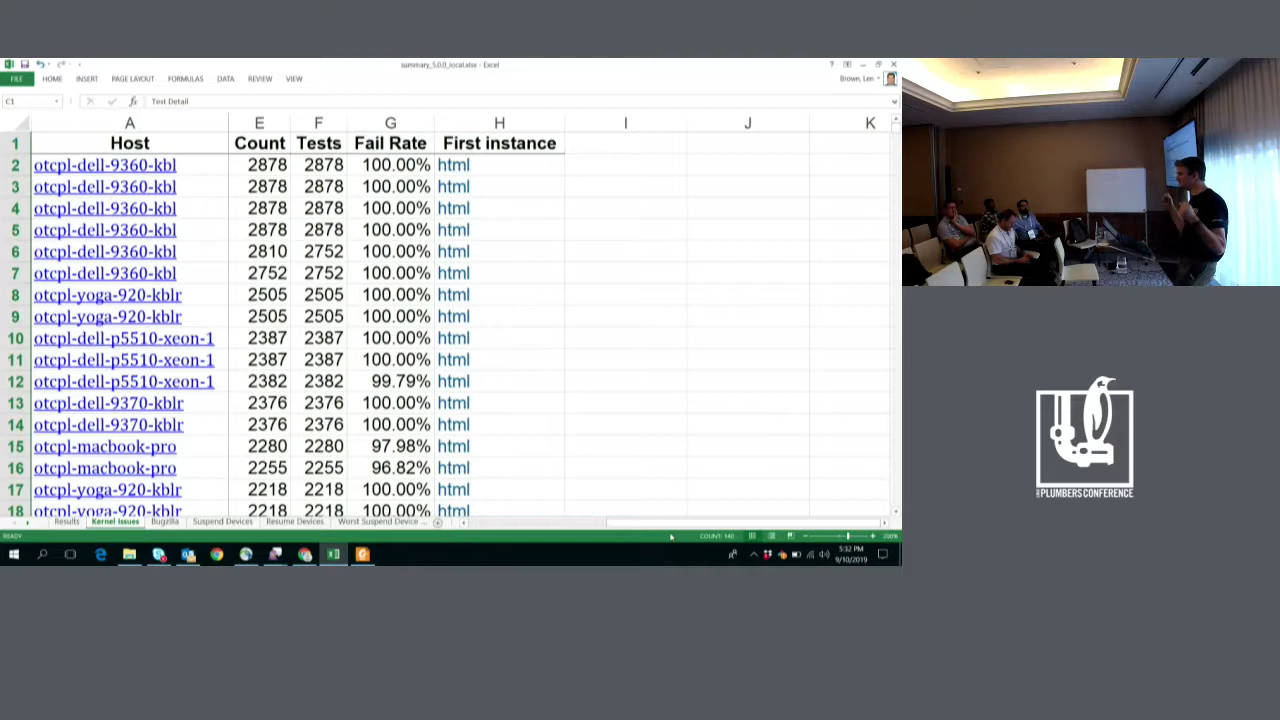 summary_5.0.0_local.xlsx - Excel
FILE HOME INSERT PAGE LAYOUT FORMULAS DATA REVIEW VIEW
Brown, Len
C1 fx Test Detail
A E F G H I J K
1 Host Count Tests Fail Rate First instance
2 otcpl-dell-9360-kbl 2878 2878 100.00% html
3 otcpl-dell-9360-kbl 2878 2878 100.00% html
4 otcpl-dell-9360-kbl 2878 2878 100.00% html
5 otcpl-dell-9360-kbl 2878 2878 100.00% html
6 otcpl-dell-9360-kbl 2810 2752 100.00% html
7 otcpl-dell-9360-kbl 2752 2752 100.00% html
8 otcpl-yoga-920-kblr 2505 2505 100.00% html
9 otcpl-yoga-920-kblr 2505 2505 100.00% html
10 otcpl-dell-p5510-xeon-1 2387 2387 100.00% html
11 otcpl-dell-p5510-xeon-1 2387 2387 100.00% html
12 otcpl-dell-p5510-xeon-1 2382 2382 99.79% html
13 otcpl-dell-9370-kblr 2376 2376 100.00% html
14 otcpl-dell-9370-kblr 2376 2376 100.00% html
15 otcpl-macbook-pro 2280 2280 97.98% html
16 otcpl-macbook-pro 2255 2255 96.82% html
17 otcpl-yoga-920-kblr 2218 2218 100.00% html
18 otcpl-yoga-920-kblr 2218 2218 100.00% html
Results Kernel Issues Bugzilla Suspend Devices Resume Devices Worst Suspend Device ...
READY COUNT: 140 200%
5:32 PM
9/10/2019
PLUMBERS CONFERENCE